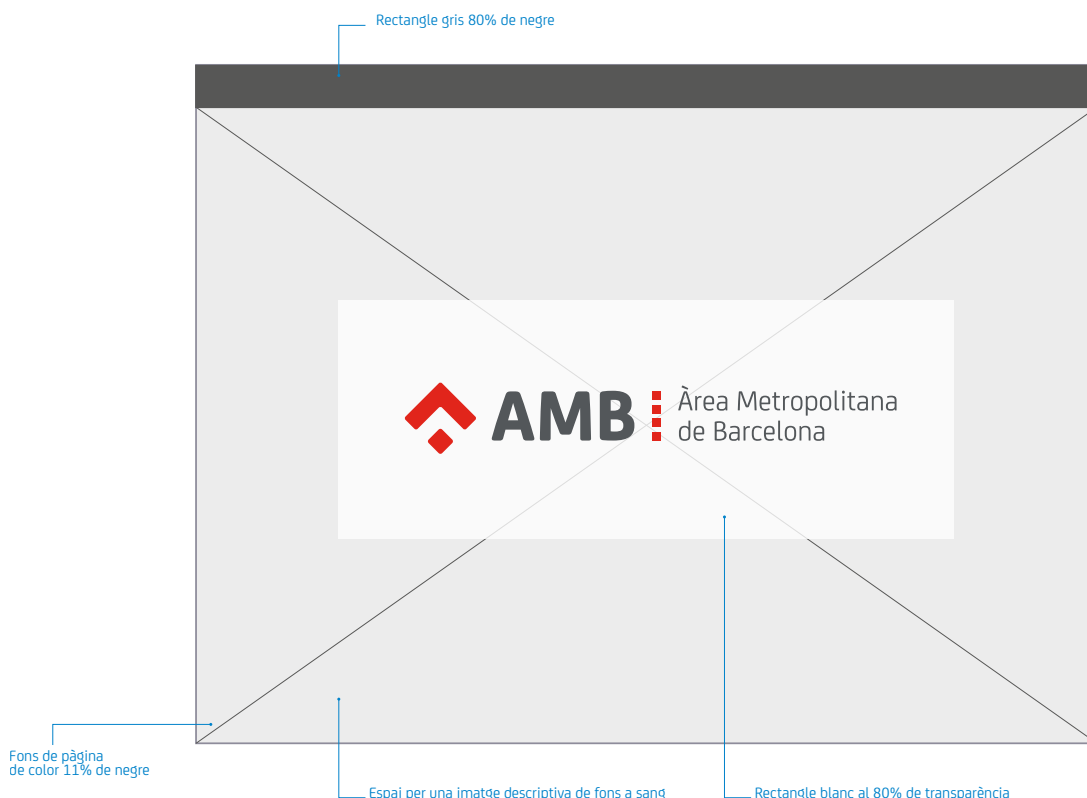 Rectangle gris 80% de negre
AMB
Àrea Metropolitana
de Barcelona
Fons de pàgina
de color 11% de negre
Espai per una imatge descriptiva de fons a sang
Rectangle blanc al 80% de transparència